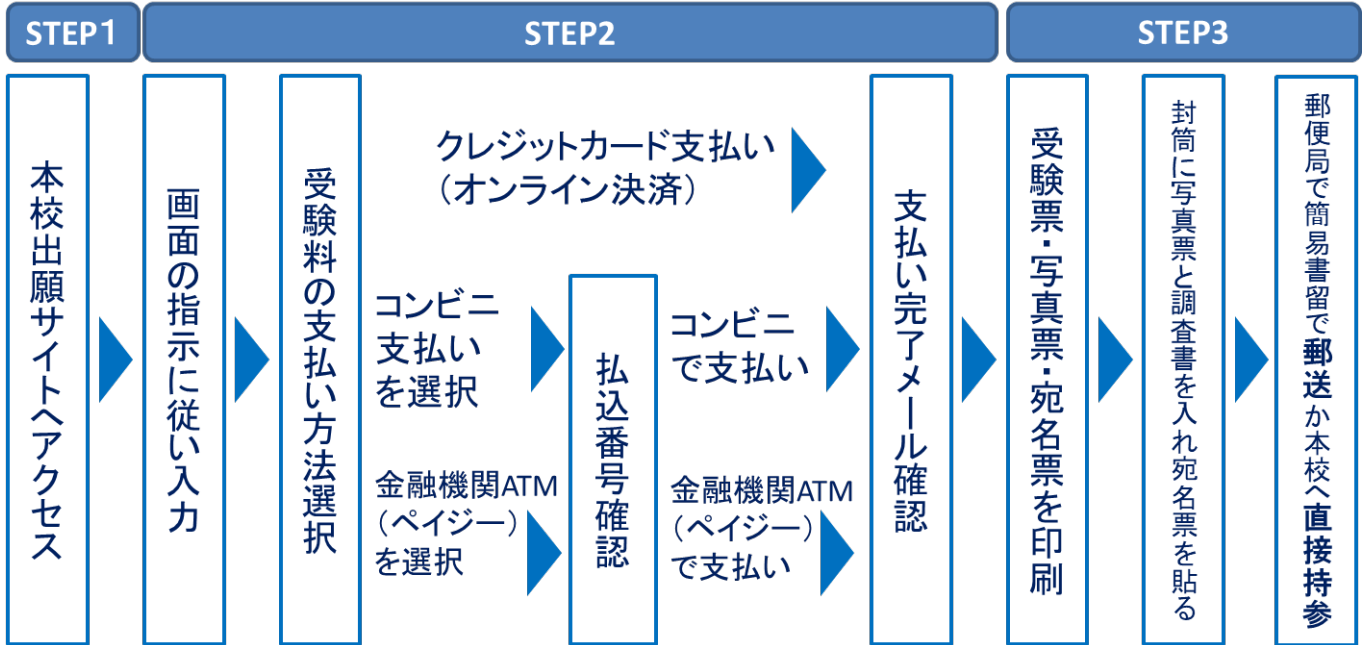 STEP1
STEP2
STEP3
本校出願サイトへアクセス
画面の指示に従い入力
受験料の支払い方法選択
クレジットカード支払い
（オンライン決済）
コンビニ
支払い
を選択
金融機関ATM
（ペイジー）
を選択
払込番号確認
コンビニ
で支払い
金融機関ATM
（ペイジー）
で支払い
支払い完了メール確認
受験票・写真票・宛名票を印刷
封筒に写真票と調査書を入れ宛名票を貼る
郵便局で簡易書留で郵送か本校へ直接持参